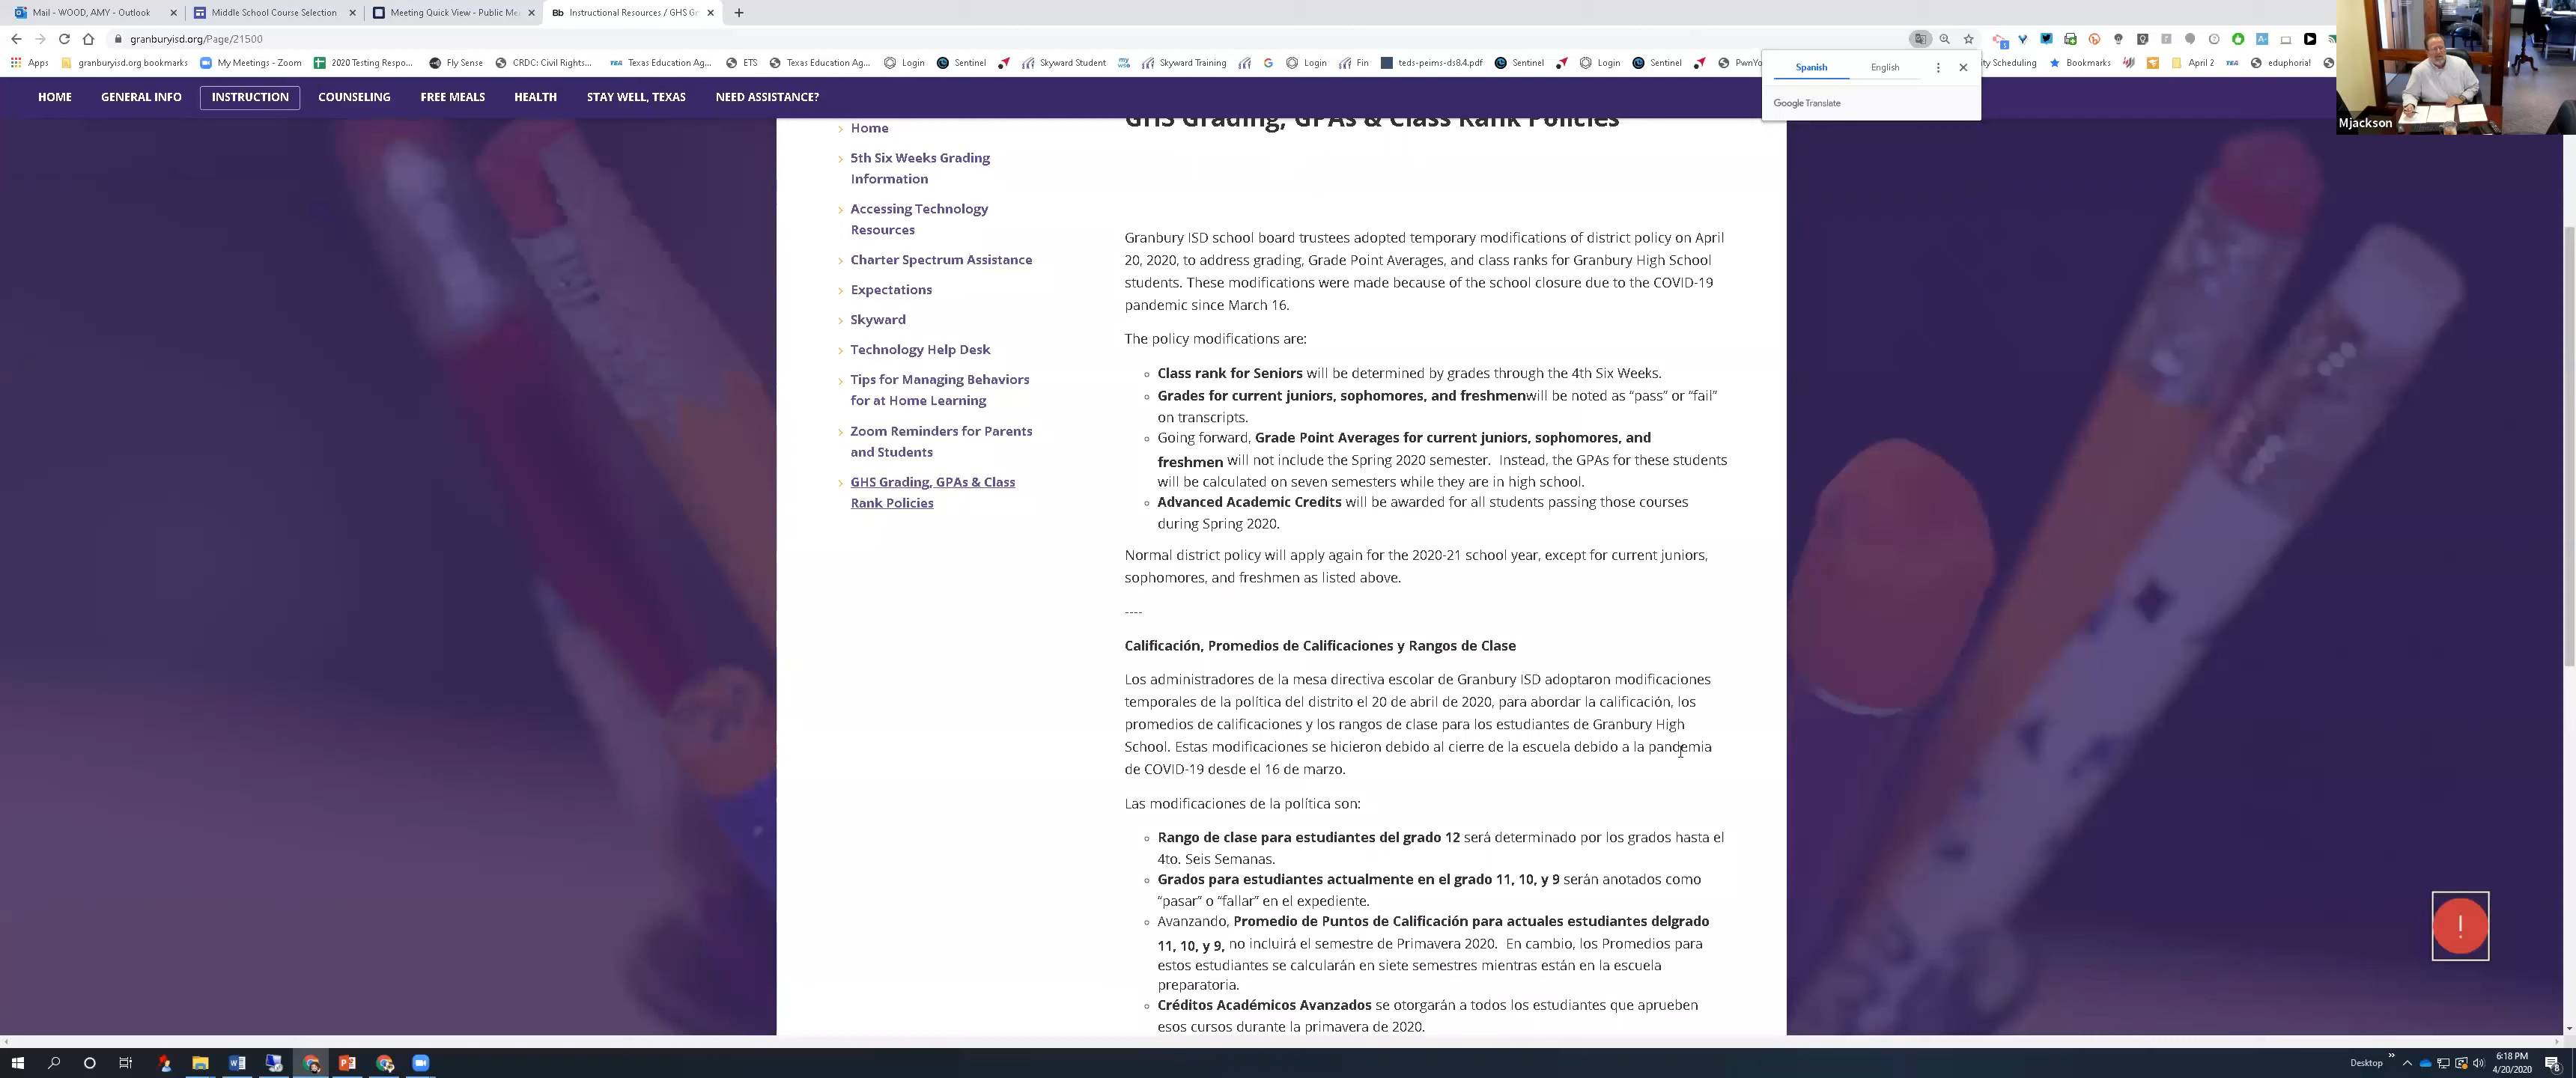 Mail - WOOD, AMY - Outlook
Middle School Course Selection
Meeting Quick View - Public Me
Bb Instructional Resources / GHS Gr
granburyisd.org/Page/21500
Apps
granburyisd.org bookmarks
My Meetings - Zoom
2020 Testing Respo...
Fly Sense
CRDC: Civil Rights...
TEA Texas Education Ag...
ETS
Texas Education Ag...
Login
Sentinel
Skyward Student
Skyward Training
Login
Fin
teds-peims-ds8.4.pdf
Sentinel
Login
Sentinel
PwnYo
ty Scheduling
Bookmarks
April 2
TEA
eduphoria!
Spanish
English
Google Translate
Mjackson
HOME
GENERAL INFO
INSTRUCTION
COUNSELING
FREE MEALS
HEALTH
STAY WELL, TEXAS
NEED ASSISTANCE?
Home
5th Six Weeks Grading
Information
Accessing Technology
Resources
Charter Spectrum Assistance
Expectations
Skyward
Technology Help Desk
Tips for Managing Behaviors
for at Home Learning
Zoom Reminders for Parents
and Students
GHS Grading, GPAs & Class
Rank Policies
GHS Grading, GPAs & Class Rank Policies
Granbury ISD school board trustees adopted temporary modifications of district policy on April
20, 2020, to address grading, Grade Point Averages, and class ranks for Granbury High School
students. These modifications were made because of the school closure due to the COVID-19
pandemic since March 16.
The policy modifications are:
Class rank for Seniors will be determined by grades through the 4th Six Weeks.
Grades for current juniors, sophomores, and freshmenwill be noted as “pass” or “fail”
on transcripts.
Going forward, Grade Point Averages for current juniors, sophomores, and
freshmen will not include the Spring 2020 semester. Instead, the GPAs for these students
will be calculated on seven semesters while they are in high school.
Advanced Academic Credits will be awarded for all students passing those courses
during Spring 2020.
Normal district policy will apply again for the 2020-21 school year, except for current juniors,
sophomores, and freshmen as listed above.
----
Calificación, Promedios de Calificaciones y Rangos de Clase
Los administradores de la mesa directiva escolar de Granbury ISD adoptaron modificaciones
temporales de la política del distrito el 20 de abril de 2020, para abordar la calificación, los
promedios de calificaciones y los rangos de clase para los estudiantes de Granbury High
School. Estas modificaciones se hicieron debido al cierre de la escuela debido a la pandemia
de COVID-19 desde el 16 de marzo.
Las modificaciones de la política son:
Rango de clase para estudiantes del grado 12 será determinado por los grados hasta el
4to. Seis Semanas.
Grados para estudiantes actualmente en el grado 11, 10, y 9 serán anotados como
“pasar” o “fallar” en el expediente.
Avanzando, Promedio de Puntos de Calificación para actuales estudiantes delgrado
11, 10, y 9, no incluirá el semestre de Primavera 2020. En cambio, los Promedios para
estos estudiantes se calcularán en siete semestres mientras están en la escuela
preparatoria.
Créditos Académicos Avanzados se otorgarán a todos los estudiantes que aprueben
esos cursos durante la primavera de 2020.
Desktop
6:18 PM
4/20/2020